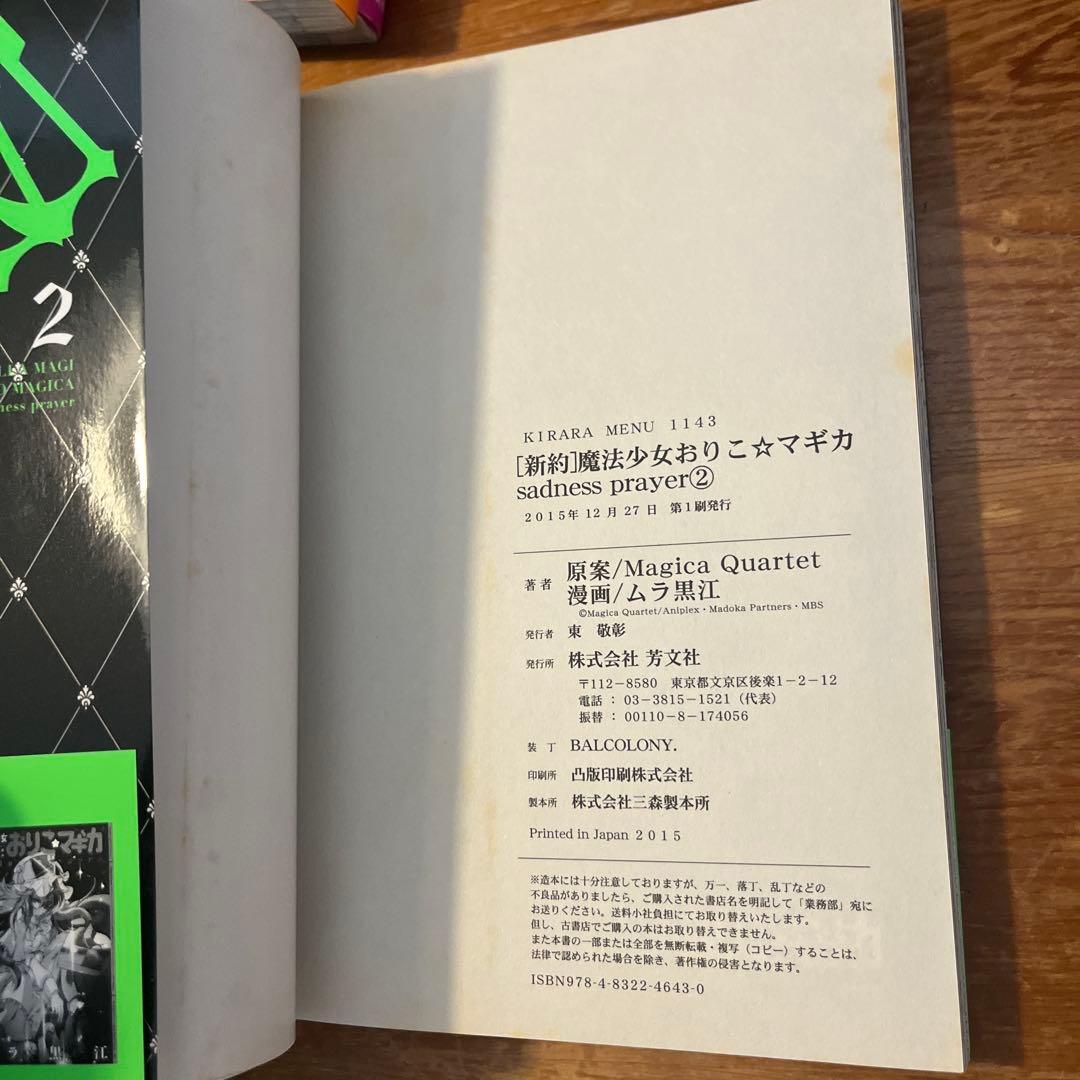 2
MAGI
MAGICA
prayer
おりこ☆マギカ
黒江
KIRARA MENU 1143
[新約]魔法少女おりこ☆マギカ
sadness prayer②
2015年12月27日 第1刷発行
著者 原案/Magica Quartet
漫画/ムラ黒江
©Magica Quartet/Aniplex・Madoka Partners・MBS
発行者 東 敬彰
発行所 株式会社 芳文社
〒112-8580 東京都文京区後楽1-2-12
電話：03-3815-1521（代表）
振替：00110-8-174056
装丁 BALCOLONY.
印刷所 凸版印刷株式会社
製本所 株式会社三森製本所
Printed in Japan 2015
※造本には十分注意しておりますが、万一、落丁、乱丁などの
不良品がありましたら、ご購入された書店名を明記して「業務部」宛に
お送りください。送料小社負担にてお取り替えいたします。
但し、古書店でご購入の本はお取り替えできません。
また本書の一部または全部を無断転載・複写（コピー）することは、
法律で認められた場合を除き、著作権の侵害となります。
ISBN978-4-8322-4643-0